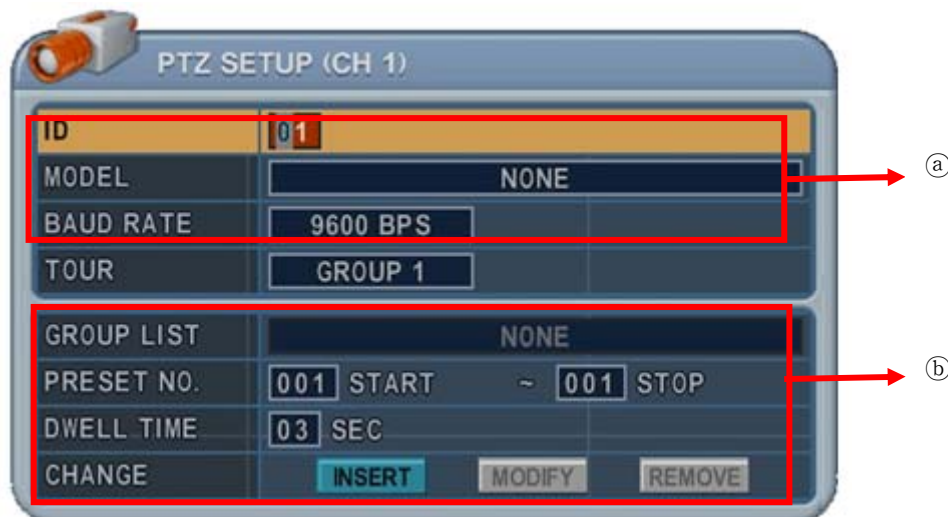 PTZ SETUP (CH 1)
ID 01
MODEL NONE
ⓐ
BAUD RATE 9600 BPS
TOUR GROUP 1
GROUP LIST NONE
ⓑ
PRESET NO. 001 START ~ 001 STOP
DWELL TIME 03 SEC
CHANGE INSERT MODIFY REMOVE